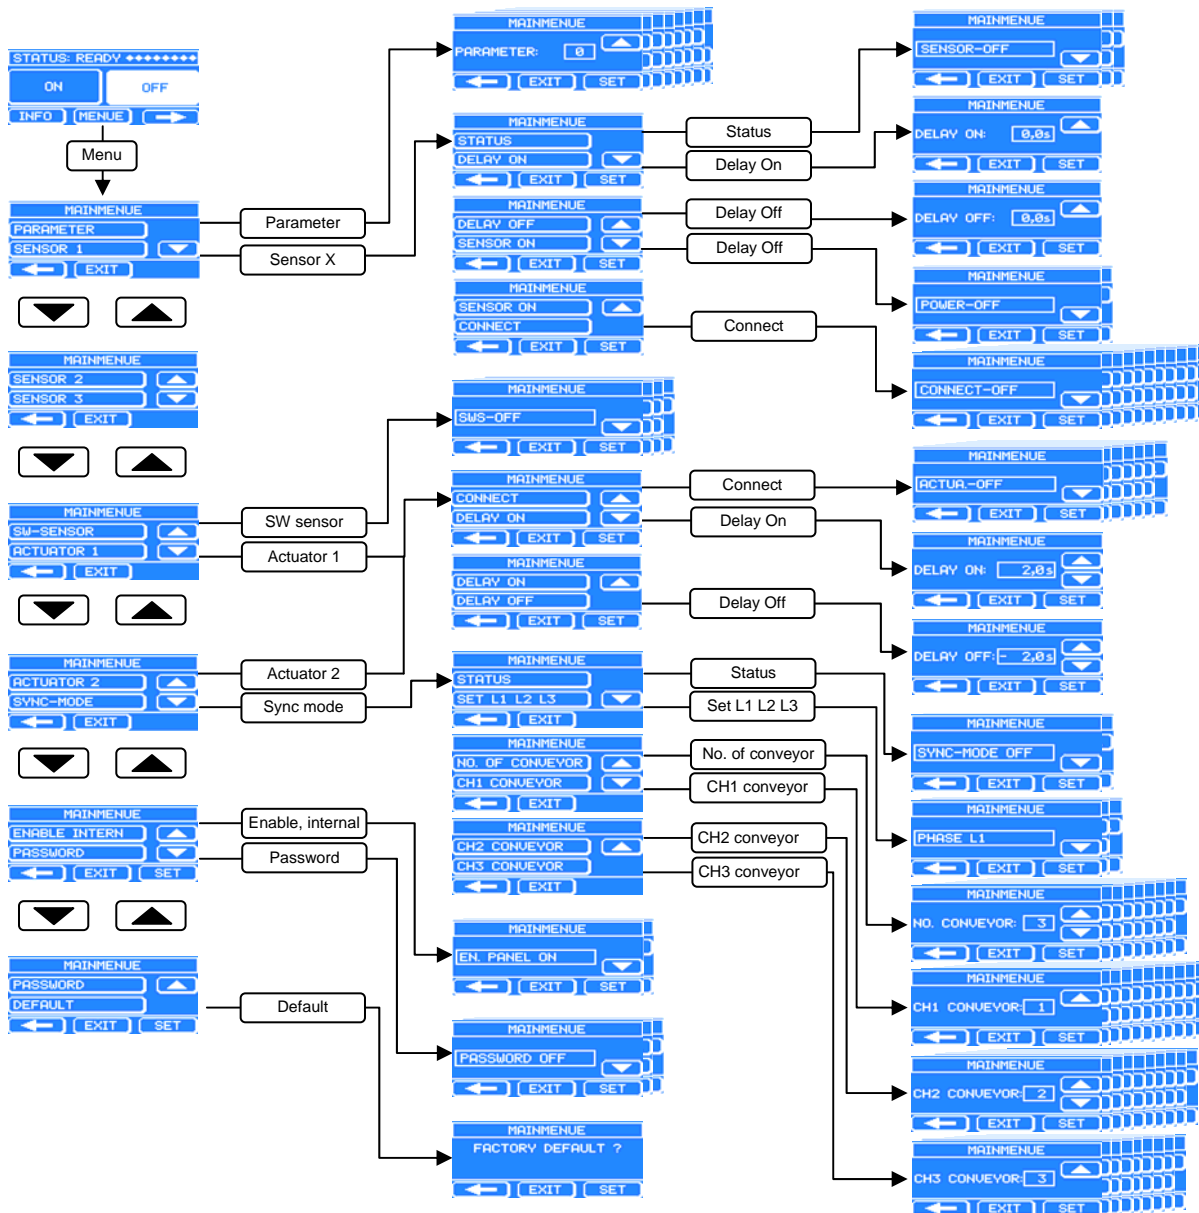 STATUS: READY
ON
OFF
INFO
MENUE
Menu
MAINMENUE
PARAMETER
SENSOR 1
EXIT
MAINMENUE
SENSOR 2
SENSOR 3
EXIT
MAINMENUE
SW-SENSOR
ACTUATOR 1
EXIT
MAINMENUE
ACTUATOR 2
SYNC-MODE
EXIT
MAINMENUE
ENABLE INTERN
PASSWORD
EXIT
SET
MAINMENUE
PASSWORD
DEFAULT
EXIT
SET
Parameter
Sensor X
SW sensor
Actuator 1
Actuator 2
Sync mode
Enable, internal
Password
Default
MAINMENUE
PARAMETER: 0
EXIT
SET
MAINMENUE
STATUS
DELAY ON
EXIT
SET
MAINMENUE
DELAY OFF
SENSOR ON
EXIT
SET
MAINMENUE
SENSOR ON
CONNECT
EXIT
SET
MAINMENUE
SWS-OFF
EXIT
SET
MAINMENUE
CONNECT
DELAY ON
EXIT
SET
MAINMENUE
DELAY ON
DELAY OFF
EXIT
SET
MAINMENUE
STATUS
SET L1 L2 L3
EXIT
MAINMENUE
NO. OF CONVEYOR
CH1 CONVEYOR
EXIT
MAINMENUE
CH2 CONVEYOR
CH3 CONVEYOR
EXIT
MAINMENUE
EN. PANEL ON
EXIT
SET
MAINMENUE
PASSWORD OFF
EXIT
SET
MAINMENUE
FACTORY DEFAULT ?
EXIT
SET
Status
Delay On
Delay Off
Delay Off
Connect
Connect
Delay On
Delay Off
Status
Set L1 L2 L3
No. of conveyor
CH1 conveyor
CH2 conveyor
CH3 conveyor
MAINMENUE
SENSOR-OFF
EXIT
SET
MAINMENUE
DELAY ON: 0,0s
EXIT
SET
MAINMENUE
DELAY OFF: 0,0s
EXIT
SET
MAINMENUE
POWER-OFF
EXIT
SET
MAINMENUE
CONNECT-OFF
EXIT
SET
MAINMENUE
ACTUA.-OFF
EXIT
SET
MAINMENUE
DELAY ON: 2,0s
EXIT
SET
MAINMENUE
DELAY OFF:- 2,0s
EXIT
SET
MAINMENUE
SYNC-MODE OFF
EXIT
SET
MAINMENUE
PHASE L1
EXIT
SET
MAINMENUE
NO. CONVEYOR: 3
EXIT
SET
MAINMENUE
CH1 CONVEYOR: 1
EXIT
SET
MAINMENUE
CH2 CONVEYOR: 2
EXIT
SET
MAINMENUE
CH3 CONVEYOR: 3
EXIT
SET